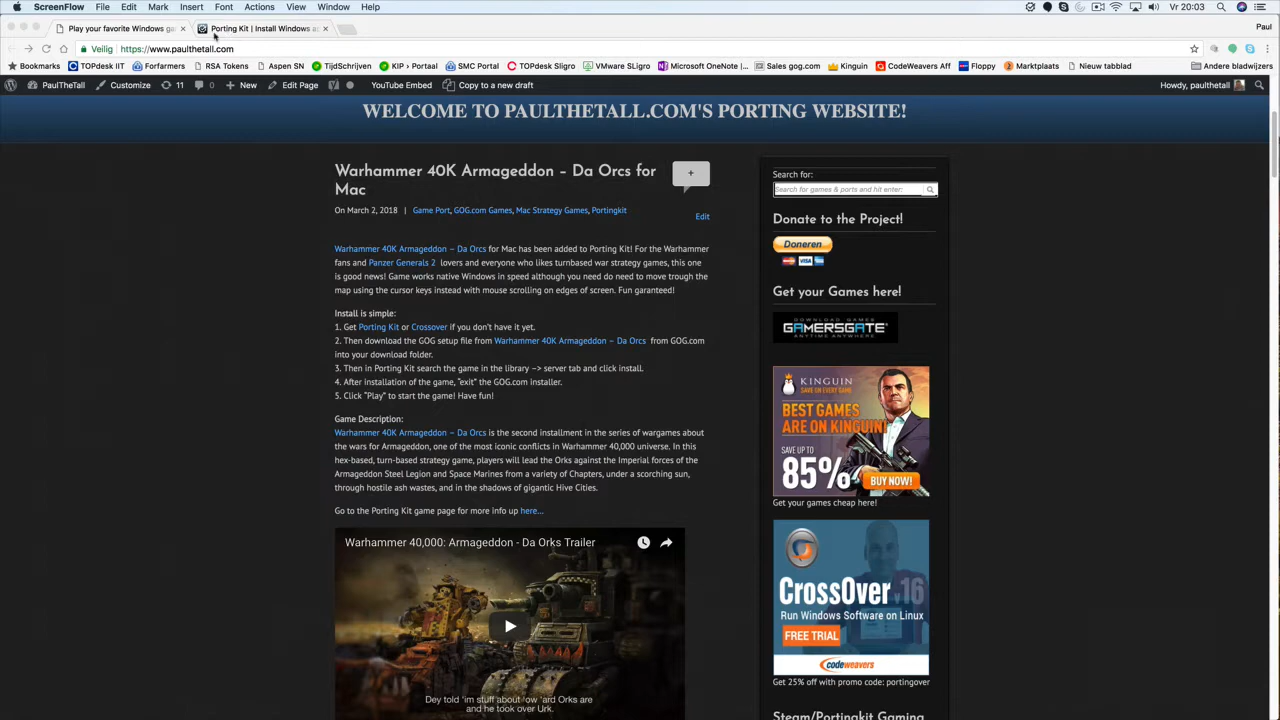 ScreenFlow File Edit Mark Insert Font Actions View Window Help Vr 20:03
Play your favorite Windows ga Porting Kit | Install Windows a Paul
Veilig https://www.paulthetall.com
Bookmarks TOPdesk IIT Forfarmers RSA Tokens Aspen SN TijdSchrijven KIP › Portaal SMC Portal TOPdesk Sligro VMware SLigro Microsoft OneNote |... Sales gog.com Kinguin CodeWeavers Aff Floppy Marktplaats Nieuw tabblad Andere bladwijzers
PaulTheTall Customize 11 0 New Edit Page YouTube Embed Copy to a new draft Howdy, paulthetall
WELCOME TO PAULTHETALL.COM'S PORTING WEBSITE!
Warhammer 40K Armageddon – Da Orcs for
Mac
+
On March 2, 2018 | Game Port, GOG.com Games, Mac Strategy Games, Portingkit
Edit
Warhammer 40K Armageddon – Da Orcs for Mac has been added to Porting Kit! For the Warhammer
fans and Panzer Generals 2 lovers and everyone who likes turnbased war strategy games, this one
is good news! Game works native Windows in speed although you need do need to move trough the
map using the cursor keys instead with mouse scrolling on edges of screen. Fun garanteed!
Install is simple:
1. Get Porting Kit or Crossover if you don't have it yet.
2. Then download the GOG setup file from Warhammer 40K Armageddon – Da Orcs from GOG.com
into your download folder.
3. Then in Porting Kit search the game in the library –> server tab and click install.
4. After installation of the game, "exit" the GOG.com installer.
5. Click "Play" to start the game! Have fun!
Game Description:
Warhammer 40K Armageddon – Da Orcs is the second installment in the series of wargames about
the wars for Armageddon, one of the most iconic conflicts in Warhammer 40,000 universe. In this
hex-based, turn-based strategy game, players will lead the Orks against the Imperial forces of the
Armageddon Steel Legion and Space Marines from a variety of Chapters, under a scorching sun,
through hostile ash wastes, and in the shadows of gigantic Hive Cities.
Go to the Porting Kit game page for more info up here...
Warhammer 40,000: Armageddon - Da Orks Trailer
Dey told 'im stuff about 'ow 'ard Orks are
and he took over Urk.
Search for:
Search for games & ports and hit enter:
Donate to the Project!
Doneren
VISA
Get your Games here!
DOWNLOAD GAMES
GAMERSGATE
ANYTIME ANYWHERE
KINGUIN
SAVE ON EVERY GAME
BEST GAMES
ARE ON KINGUIN!
SAVE UP TO
85%
BUY NOW!
Get your games cheap here!
CROSSOVER 16
Run Windows Software on Linux
FREE TRIAL
codeweavers
Get 25% off with promo code: portingover
Steam/Portingkit Gaming